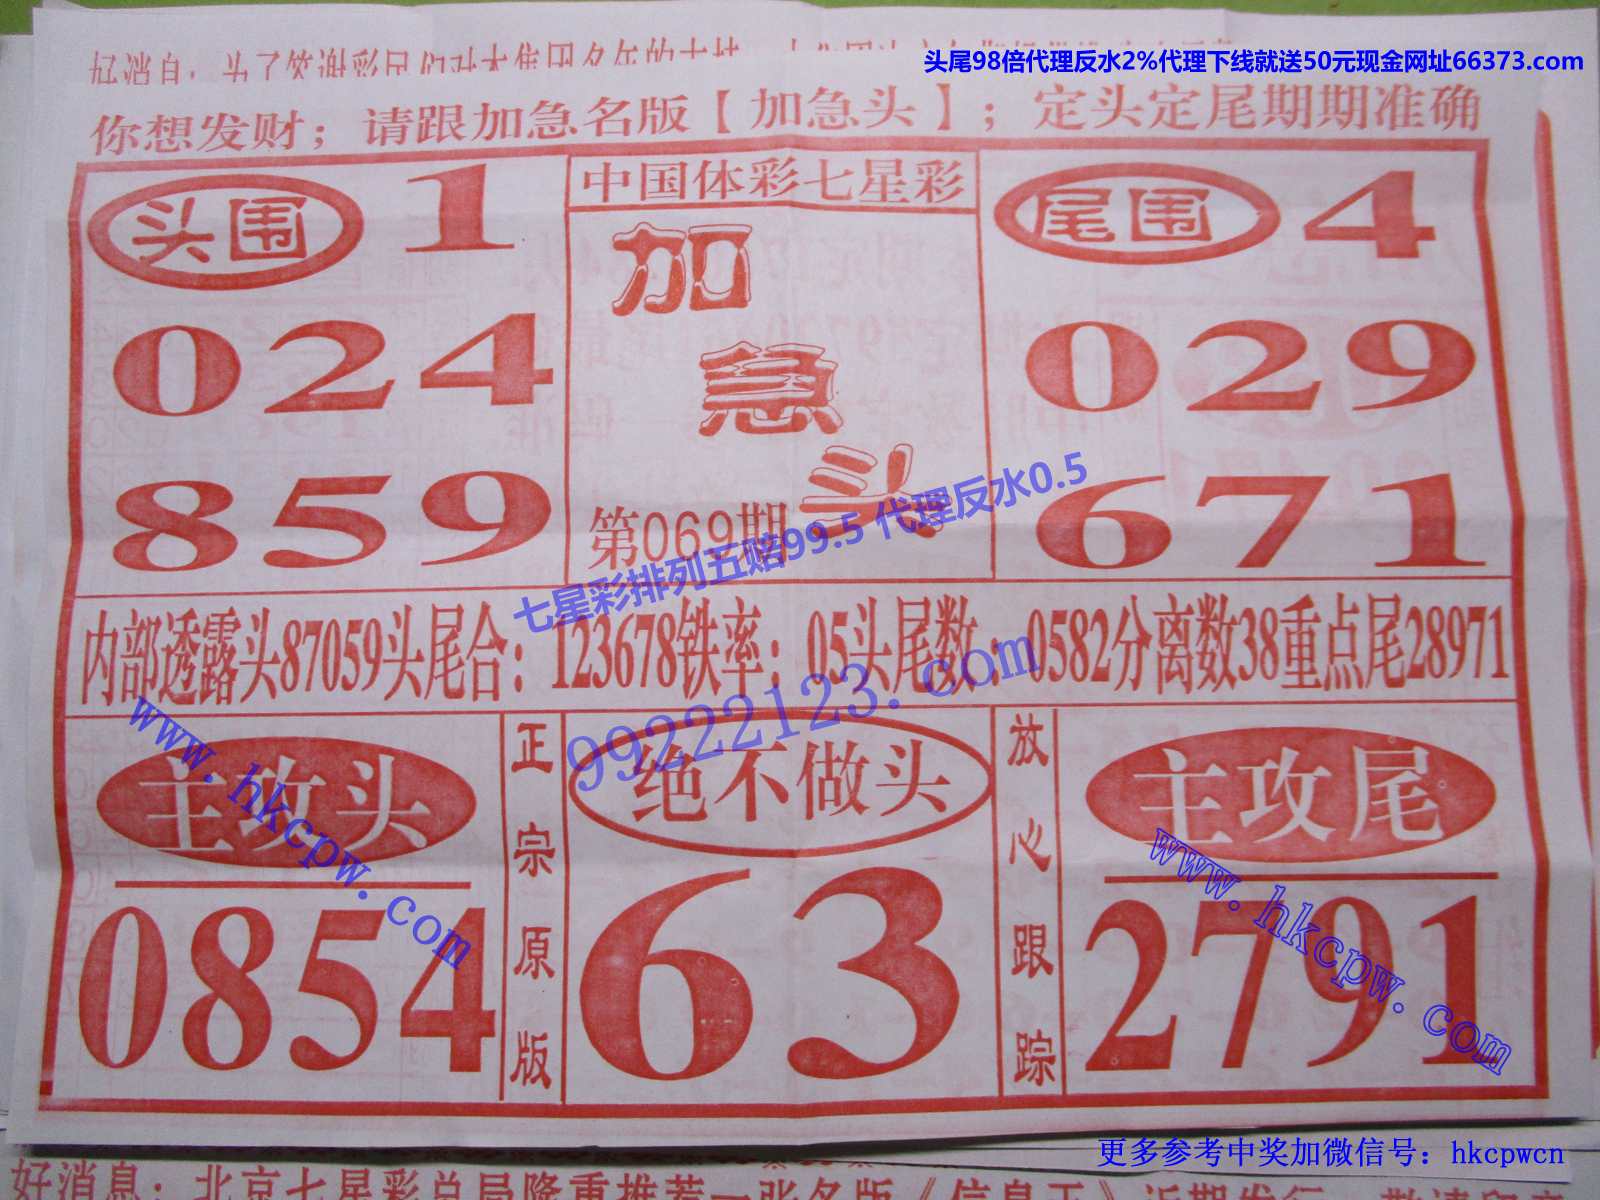 头尾98倍代理反水2%代理下线就送50元现金网址66373.com
你想发财；请跟加急名版【加急头】；定头定尾期期准确
头围 1
024
859
中国体彩七星彩
加急头
第069期
尾围 4
029
671
七星彩排列五赔99.5 代理反水0.5
内部透露头87059头尾合：123678铁率：05头尾数：0582分离数38重点尾28971
99222123.com
www.hkcpw.com
主攻头
0854
正宗原版
绝不做头
63
放心跟踪
主攻尾
2791
www.hkcpw.com
更多参考中奖加微信号：hkcpwcn
好消息：北京七星彩总局隆重推荐一张名版《信息王》近期发行